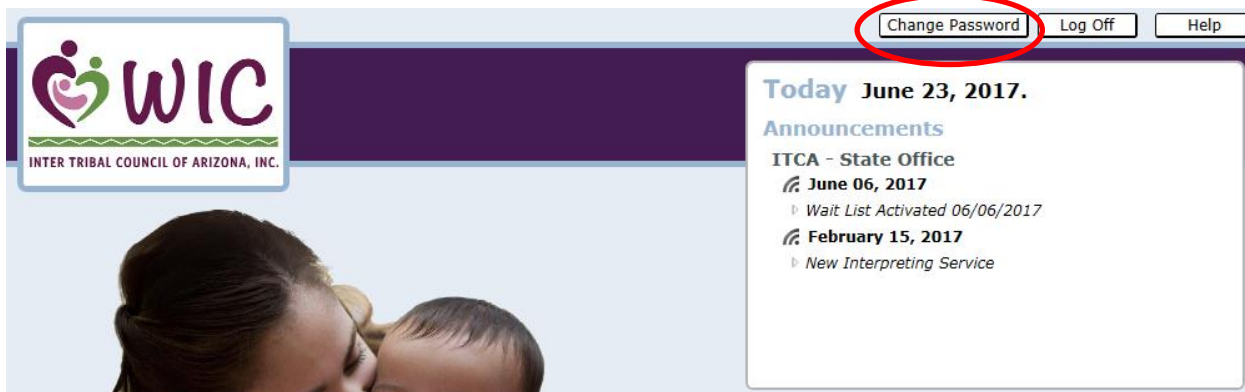 Change Password Log Off Help
WIC
INTER TRIBAL COUNCIL OF ARIZONA, INC.
Today June 23, 2017.
Announcements
ITCA - State Office
June 06, 2017
Wait List Activated 06/06/2017
February 15, 2017
New Interpreting Service